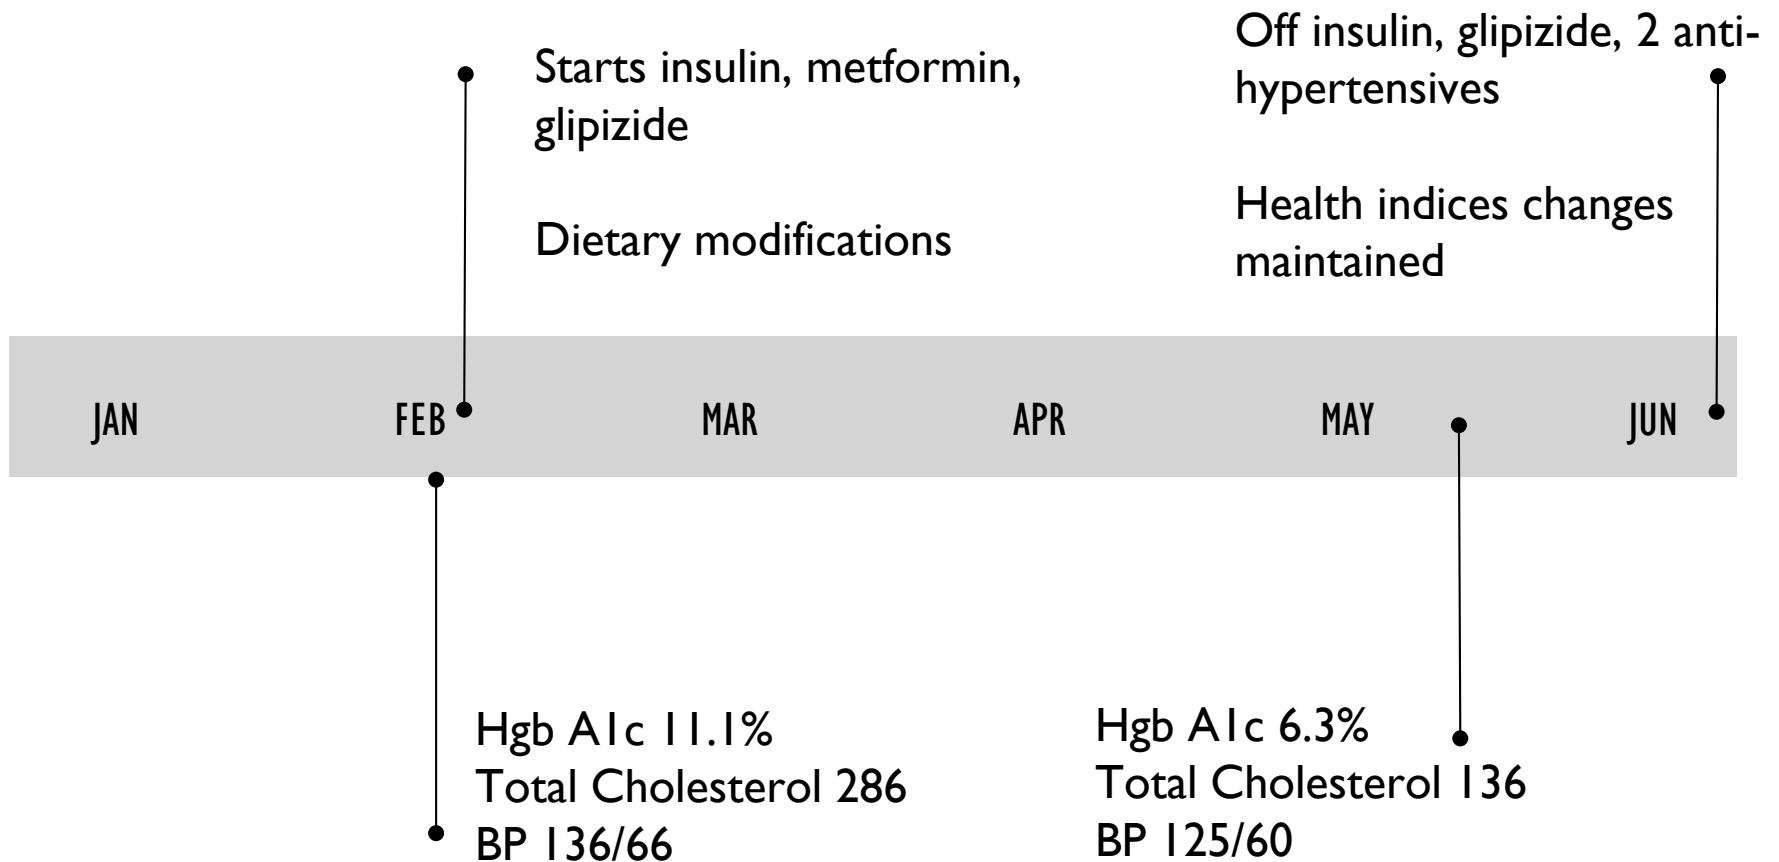 Starts insulin, metformin,
glipizide
Dietary modifications
Off insulin, glipizide, 2 anti-
hypertensives
Health indices changes
maintained
JAN FEB MAR APR MAY JUN
Hgb A1c 11.1%
Total Cholesterol 286
BP 136/66
Hgb A1c 6.3%
Total Cholesterol 136
BP 125/60